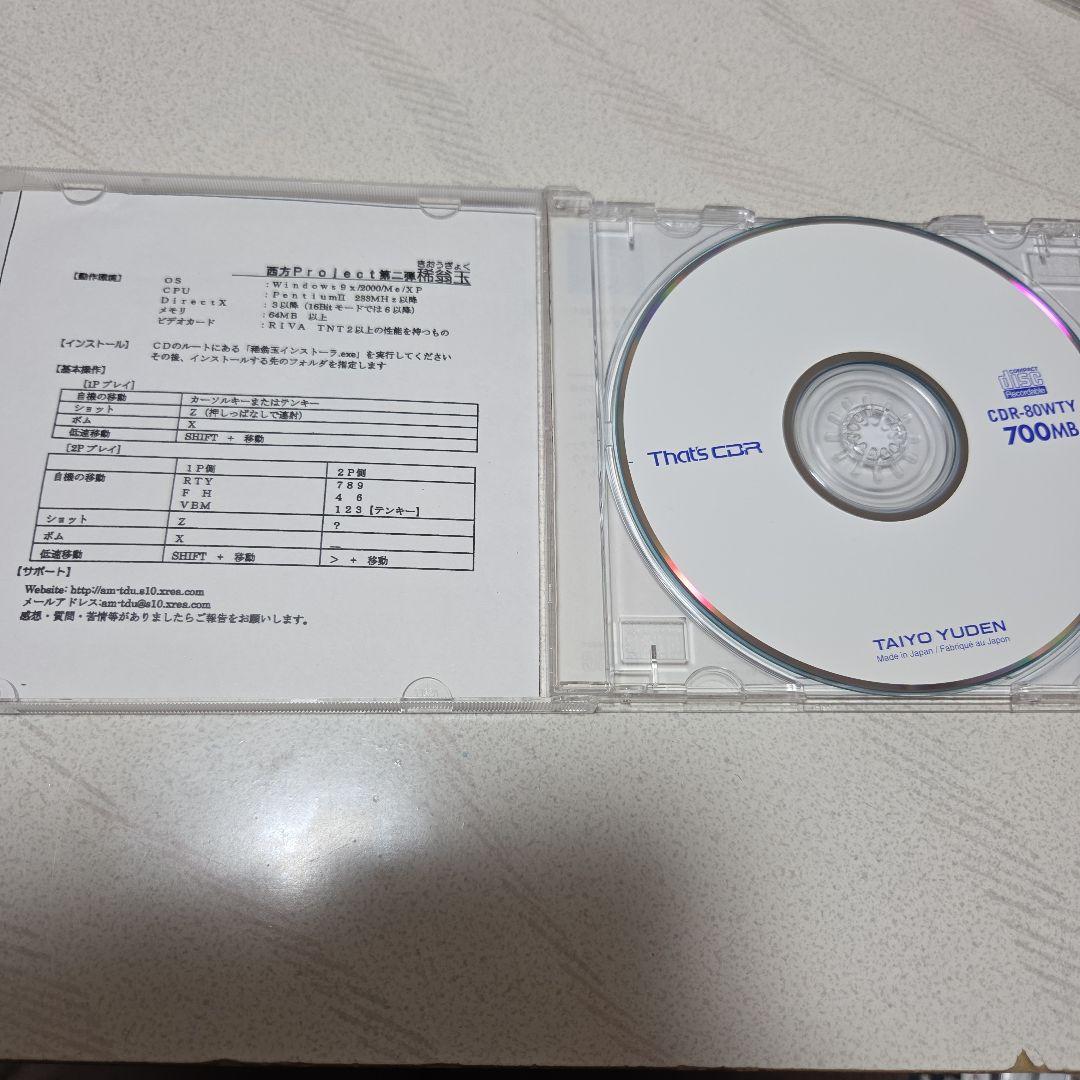 きおうぎょく
西方Project第二弾稀翁玉
【動作環境】
OS : Windows9x/2000/Me/XP
CPU : PentiumⅡ 233MHz以降
DirectX : 3以降（16Bitモードでは6以降）
メモリ : 64MB 以上
ビデオカード : RIVA TNT2以上の性能を持つもの
【インストール】 CDのルートにある「稀翁玉インストーラ.exe」を実行してください
その後、インストールする先のフォルダを指定します
【基本操作】
[1P プレイ]
自機の移動 カーソルキーまたはテンキー
ショット Z（押しっぱなしで連射）
ボム X
低速移動 SHIFT + 移動
[2P プレイ]
1P側 2P側
自機の移動 RTY 789
F H 4 6
VBM 123【テンキー】
ショット Z ?
ボム X _
低速移動 SHIFT + 移動 > + 移動
【サポート】
Website: http://am-tdu.s10.xrea.com
メールアドレス:am-tdu@s10.xrea.com
感想・質問・苦情等がありましたらご報告をお願いします。
COMPACT
disc
Recordable
CDR-80WTY
700MB
That's CDR
TAIYO YUDEN
Made in Japan / Fabriqué au Japon